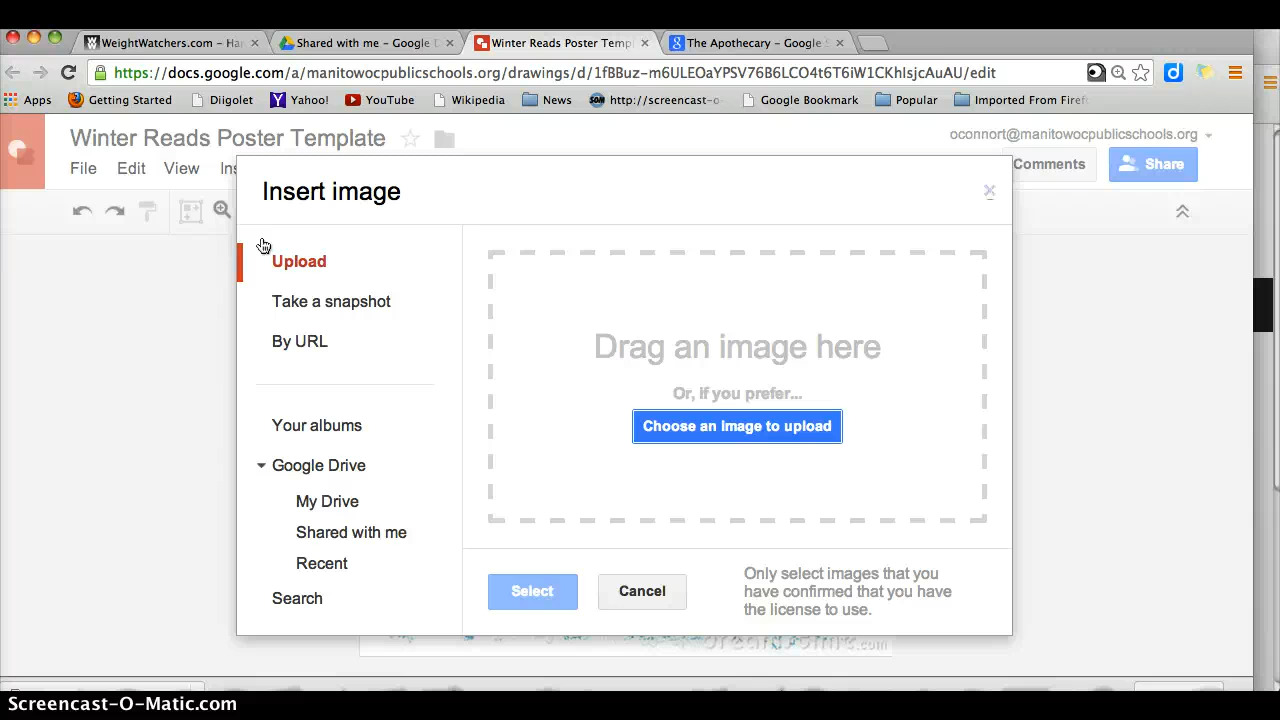 WeightWatchers.com - Har
Shared with me - Google D
Winter Reads Poster Templ
The Apothecary - Google S
https://docs.google.com/a/manitowocpublicschools.org/drawings/d/1fBBuz-m6ULEOaYPSV76B6LCO4t6T6iW1CKhIsjcAuAU/edit
Apps Getting Started Diigolet Yahoo! YouTube Wikipedia News http://screencast-o Google Bookmark Popular Imported From Firef
Winter Reads Poster Template
oconnort@manitowocpublicschools.org
File Edit View Ins
Comments
Share
Insert image
Upload
Take a snapshot
By URL
Your albums
Google Drive
My Drive
Shared with me
Recent
Search
Drag an image here
Or, if you prefer...
Choose an image to upload
Select
Cancel
Only select images that you
have confirmed that you have
the license to use.
Screencast-O-Matic.com